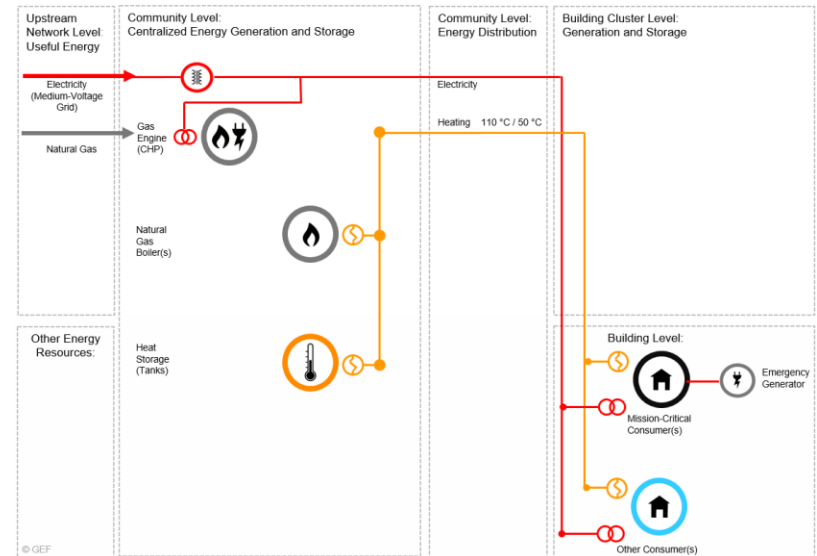 Upstream
Network Level:
Useful Energy
Community Level:
Centralized Energy Generation and Storage
Community Level:
Energy Distribution
Building Cluster Level:
Generation and Storage
Electricity
(Medium-Voltage
Grid)
Natural Gas
Gas
Engine
(CHP)
Electricity
Heating 110 °C / 50 °C
Natural
Gas
Boiler(s)
Other Energy
Resources:
Heat
Storage
(Tanks)
Building Level:
Emergency
Generator
Mission-Critical
Consumer(s)
Other Consumer(s)
© GEF